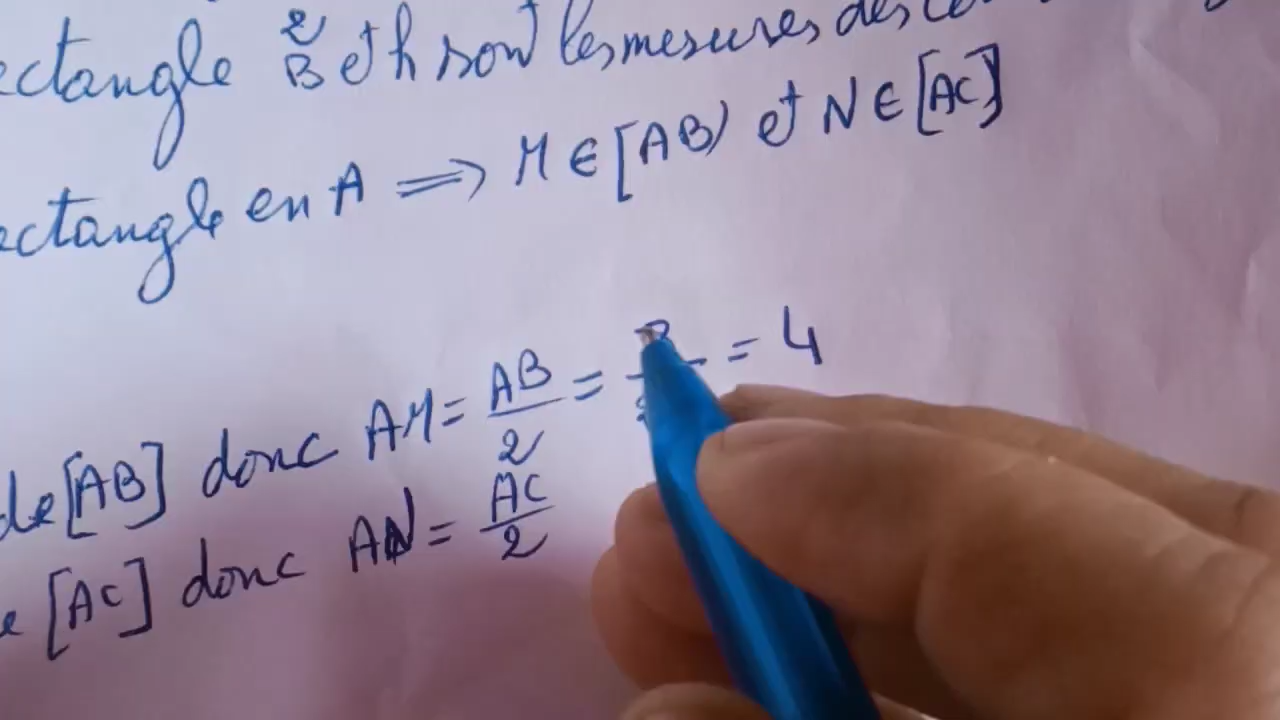 ectangle 2/B et h sont les mesures des
ectangle en A ⟹ M ∈ [AB) et N ∈ [AC]
de [AB] donc AM = AB/2 = = 4
[AC] donc AN = AC/2